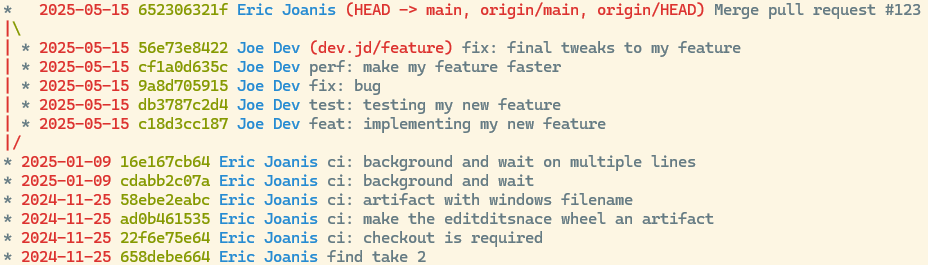 *   2025-05-15 652306321f Eric Joanis (HEAD -> main, origin/main, origin/HEAD) Merge pull request #123
|\
| * 2025-05-15 56e73e8422 Joe Dev (dev.jd/feature) fix: final tweaks to my feature
| * 2025-05-15 cf1a0d635c Joe Dev perf: make my feature faster
| * 2025-05-15 9a8d705915 Joe Dev fix: bug
| * 2025-05-15 db3787c2d4 Joe Dev test: testing my new feature
| * 2025-05-15 c18d3cc187 Joe Dev feat: implementing my new feature
|/
* 2025-01-09 16e167cb64 Eric Joanis ci: background and wait on multiple lines
* 2025-01-09 cdabb2c07a Eric Joanis ci: background and wait
* 2024-11-25 58ebe2eabc Eric Joanis ci: artifact with windows filename
* 2024-11-25 ad0b461535 Eric Joanis ci: make the editditsnace wheel an artifact
* 2024-11-25 22f6e75e64 Eric Joanis ci: checkout is required
* 2024-11-25 658debe664 Eric Joanis find take 2